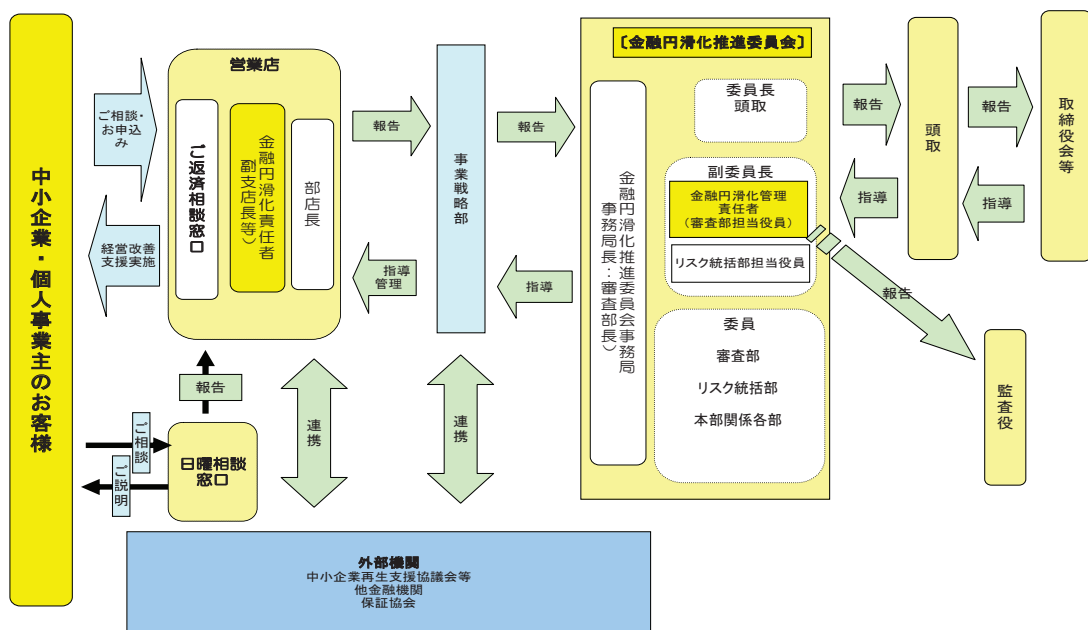 中小企業・個人事業主のお客様
ご相談・
お申込
み
経営改善
支援実施
営業店
ご返済相談窓口
金融円滑化責任者
副支店長等）
部店長
報告
指導
管理
事業戦略部
報告
指導
〔金融円滑化推進委員会〕
金融円滑化推進委員会事務局
事務局長：審査部長）
委員長
頭取
副委員長
金融円滑化管理
責任者
（審査部担当役員）
リスク統括部担当役員
委員
審査部
リスク統括部
本部関係各部
報告
指導
頭取
報告
指導
取締役会等
報告
監査役
報告
ご相談
ご説明
日曜相談
窓口
連携
連携
外部機関
中小企業再生支援協議会等
他金融機関
保証協会